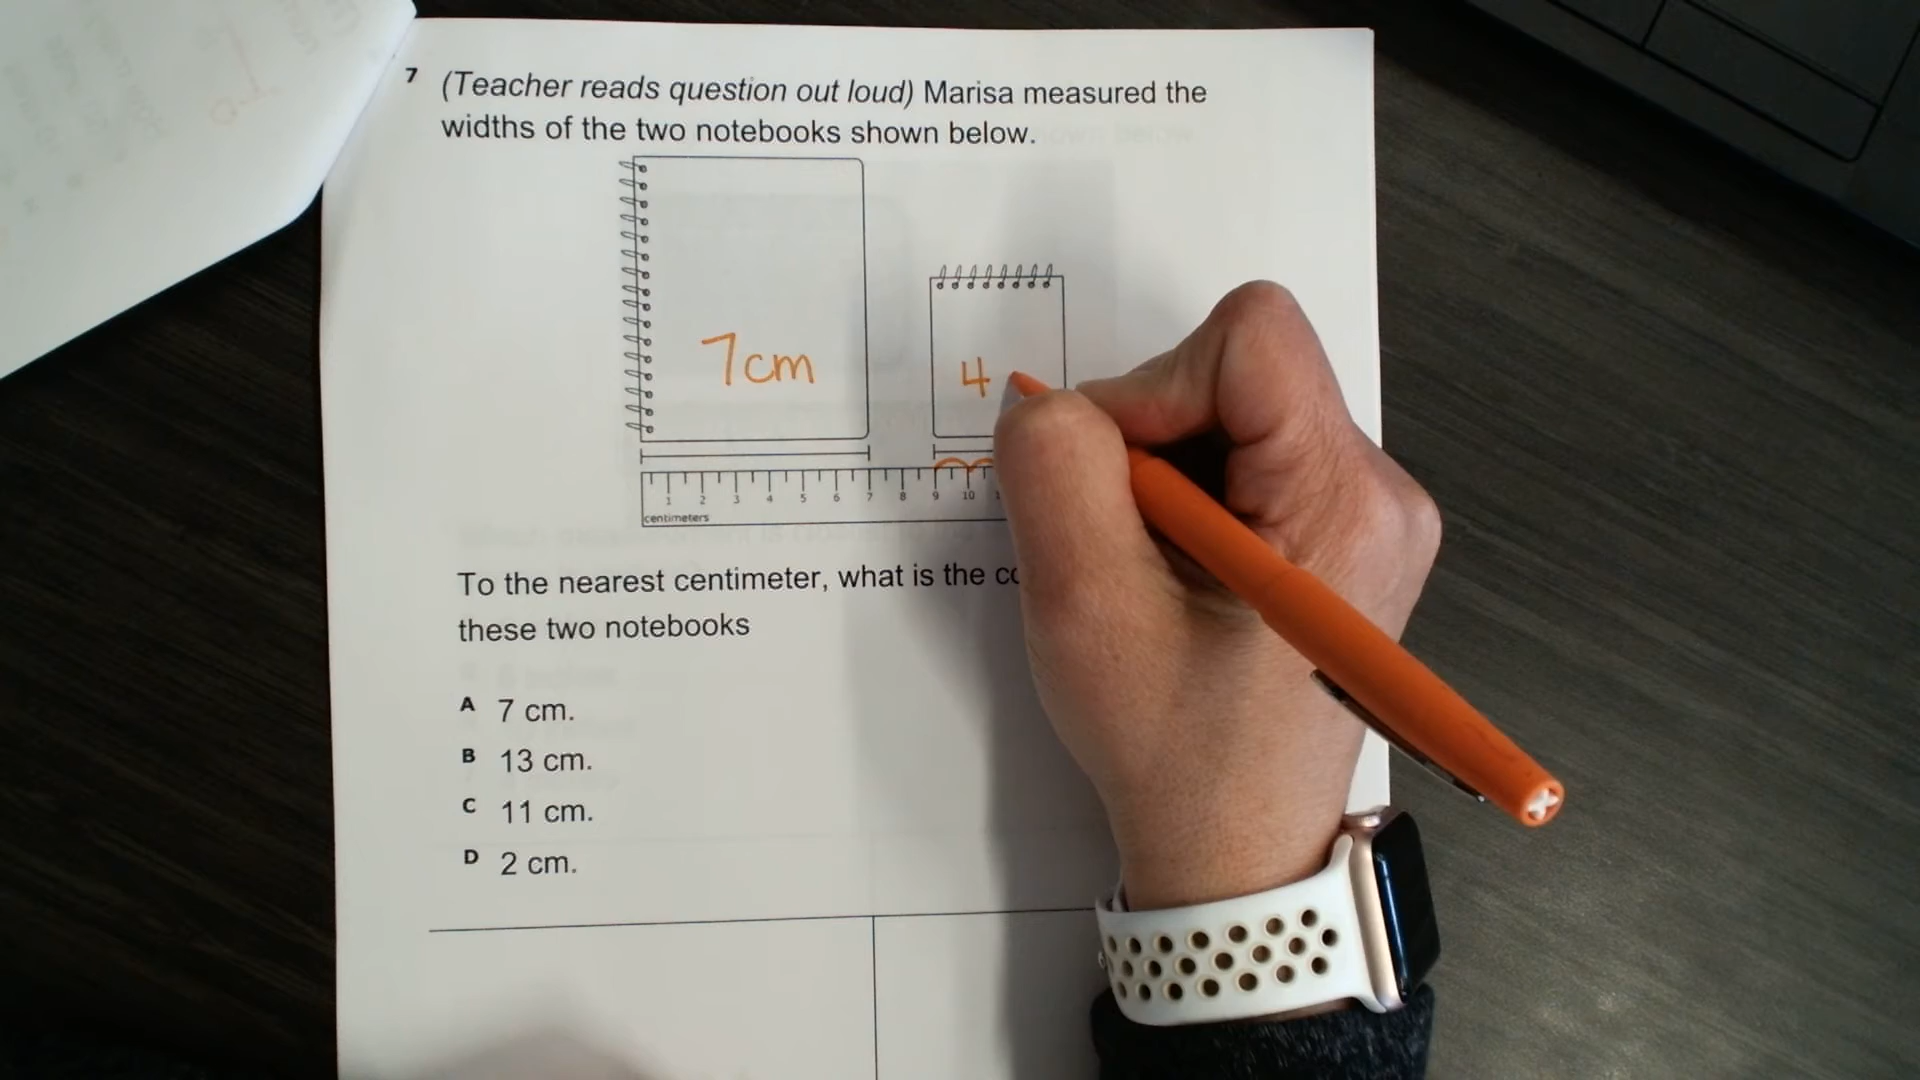 7 (Teacher reads question out loud) Marisa measured the
widths of the two notebooks shown below.
7cm
4
1 2 3 4 5 6 7 8 9 10
centimeters
To the nearest centimeter, what is the
these two notebooks
A 7 cm.
B 13 cm.
C 11 cm.
D 2 cm.